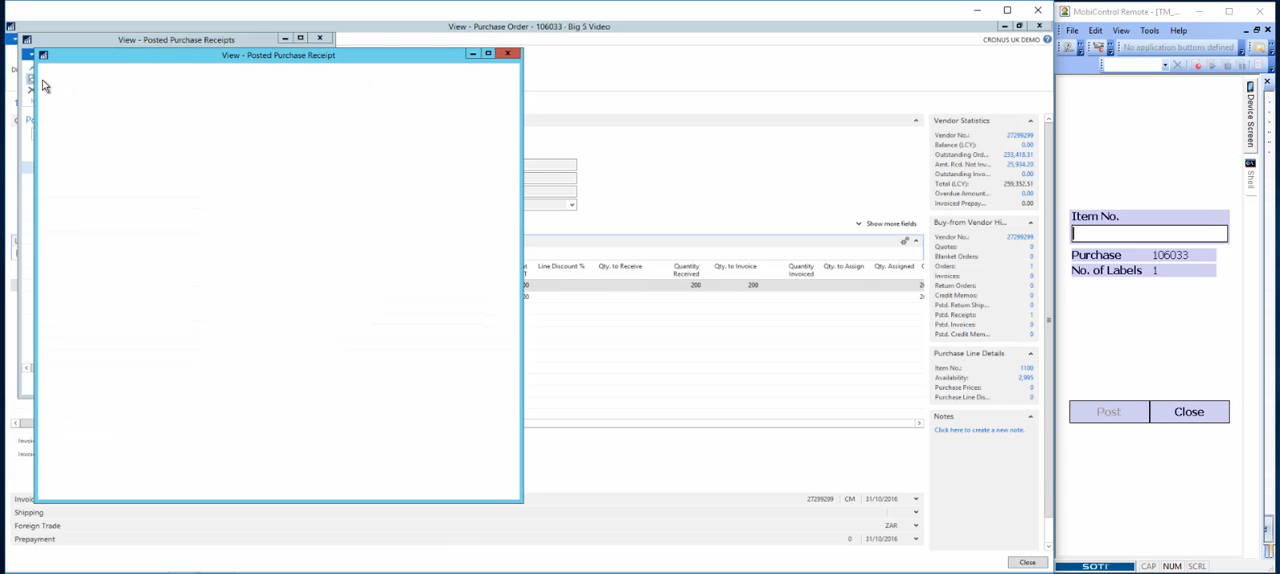 View - Purchase Order - 106033 - Big 5 Video
CRONUS UK DEMO
View - Posted Purchase Receipts
View - Posted Purchase Receipt
Show more fields
Line Discount %
Qty. to Receive
Quantity Received
Qty. to Invoice
Quantity Invoiced
Qty. to Assign
Qty. Assigned
200
200
Vendor Statistics
Vendor No.: 27299299
Balance (LCY): 0.00
Outstanding Ord... 233,418.31
Amt. Rcd. Not Inv... 25,934.20
Outstanding Invo... 0.00
Total (LCY): 259,352.51
Overdue Amount... 0.00
Invoiced Prepay... 0.00
Buy-from Vendor Hi...
Vendor No.: 27299299
Quotes: 0
Blanket Orders: 0
Orders: 1
Invoices: 0
Return Orders: 0
Credit Memos: 0
Pstd. Return Ship... 0
Pstd. Receipts: 1
Pstd. Invoices: 0
Pstd. Credit Mem... 0
Purchase Line Details
Item No.: 1100
Availability: 2,995
Purchase Prices: 0
Purchase Line Dis... 0
Notes
Click here to create a new note.
27299299 CM 31/10/2016
Shipping
Foreign Trade ZAR
Prepayment 0 31/10/2016
Close
MobiControl Remote - [TM_...
File Edit View Tools Help
No application buttons defined
Device Screen
Shell
Item No.
Purchase 106033
No. of Labels 1
Post Close
SOTI CAP NUM SCRL